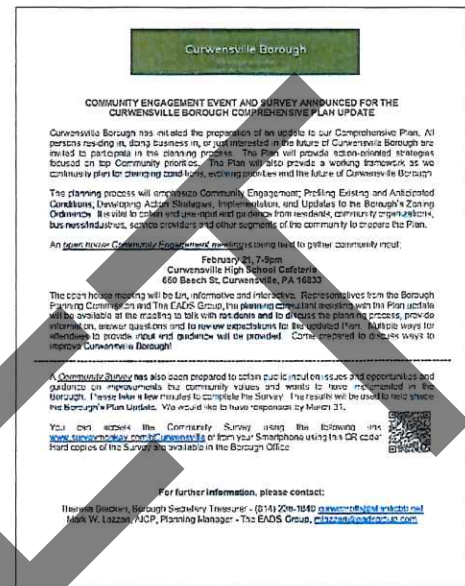 Curwensville Borough
COMMUNITY ENGAGEMENT EVENT AND SURVEY ANNOUNCED FOR THE
CURWENSVILLE BOROUGH COMPREHENSIVE PLAN UPDATE
Curwensville Borough has initiated the preparation of an update to our Comprehensive Plan. All
persons residing in, doing business in, or just interested in the future of Curwensville Borough are
invited to participate in the planning process. The Plan will provide action-oriented strategies
focused on top Community priorities. The Plan will also provide a working framework as we
continually plan for changing conditions, evolving priorities and the future of Curwensville Borough.
The planning process will emphasize Community Engagement; Profiling Existing and Anticipated
Conditions; Developing Action Strategies, Implementation, and Updates to the Borough's Zoning
Ordinance. It is vital to obtain and use input and guidance from residents, community organizations,
business/industries, service providers and other segments of the community to prepare the Plan.
An open house Community Engagement meeting is being held to gather community input:
February 21, 7-9pm
Curwensville High School Cafeteria
650 Beech St, Curwensville, PA 16833
The open house meeting will be fun, informative and interactive. Representatives from the Borough
Planning Commission and The EADS Group, the planning consultant assisting with the Plan update
will be available at the meeting to talk with residents and to discuss the planning process, provide
information, answer questions and to review expectations for the updated Plan. Multiple ways for
attendees to provide input and guidance will be provided. Come prepared to discuss ways to
improve Curwensville Borough!
A Community Survey has also been prepared to obtain public input on issues and opportunities and
guidance on improvements the community values and wants to have implemented in the
Borough. Please take a few minutes to complete the Survey. The results will be used to help shape
the Borough's Plan Update. We would like to have responses by March 31.
You can access the Community Survey using the following link
or from your Smartphone using this QR code!
Hard copies of the Survey are available in the Borough Office
For further information, please contact:
Theresa Borough Secretary Treasurer - (814)
Mark W. AICP, Planning Manager - The EADS Group,